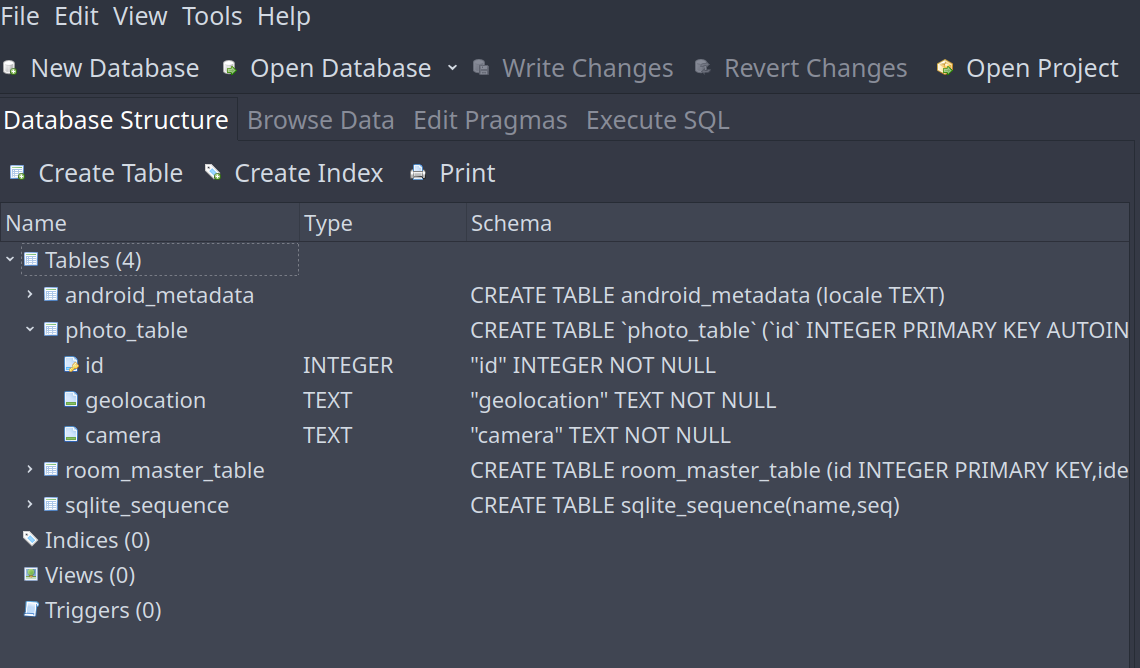 File Edit View Tools Help
New Database Open Database Write Changes Revert Changes Open Project
Database Structure Browse Data Edit Pragmas Execute SQL
Create Table Create Index Print
Name Type Schema
Tables (4)
android_metadata CREATE TABLE android_metadata (locale TEXT)
photo_table CREATE TABLE `photo_table` (`id` INTEGER PRIMARY KEY AUTOIN
id INTEGER "id" INTEGER NOT NULL
geolocation TEXT "geolocation" TEXT NOT NULL
camera TEXT "camera" TEXT NOT NULL
room_master_table CREATE TABLE room_master_table (id INTEGER PRIMARY KEY,ide
sqlite_sequence CREATE TABLE sqlite_sequence(name,seq)
Indices (0)
Views (0)
Triggers (0)